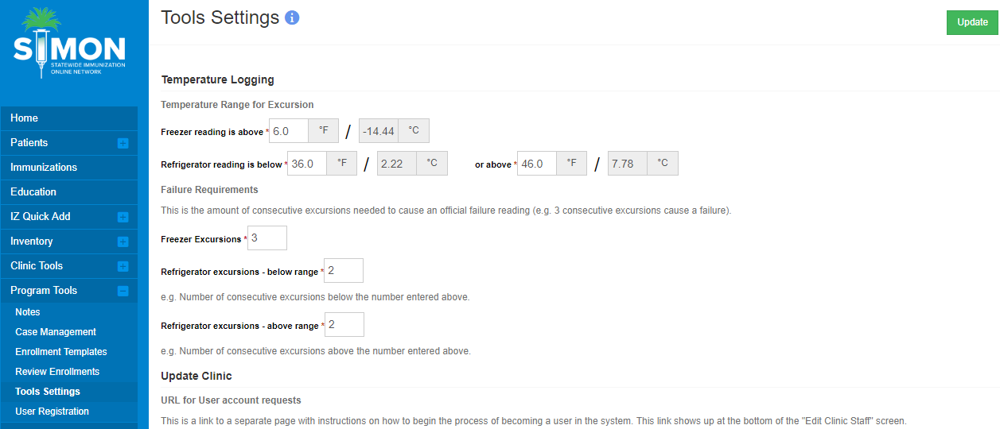 SIMON
STATEWIDE IMMUNIZATION
ONLINE NETWORK
Home
Patients
Immunizations
Education
IZ Quick Add
Inventory
Clinic Tools
Program Tools
Notes
Case Management
Enrollment Templates
Review Enrollments
Tools Settings
User Registration
Tools Settings i
Update
Temperature Logging
Temperature Range for Excursion
Freezer reading is above * 6.0 °F / -14.44 °C
Refrigerator reading is below * 36.0 °F / 2.22 °C or above * 46.0 °F / 7.78 °C
Failure Requirements
This is the amount of consecutive excursions needed to cause an official failure reading (e.g. 3 consecutive excursions cause a failure).
Freezer Excursions * 3
Refrigerator excursions - below range * 2
e.g. Number of consecutive excursions below the number entered above.
Refrigerator excursions - above range * 2
e.g. Number of consecutive excursions above the number entered above.
Update Clinic
URL for User account requests
This is a link to a separate page with instructions on how to begin the process of becoming a user in the system. This link shows up at the bottom of the "Edit Clinic Staff" screen.